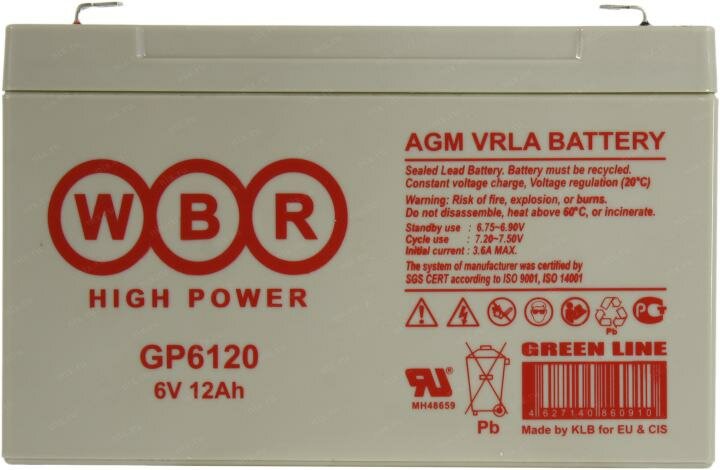 WBR
HIGH POWER
GP6120
6V 12Ah
AGM VRLA BATTERY
Sealed Lead Battery. Battery must be recycled.
Constant voltage charge, Voltage regulation (20°C)
Warning: Risk of fire, explosion, or burns.
Do not disassemble, heat above 60°C, or incinerate.
Standby use : 6.75~6.90V
Cycle use : 7.20~7.50V
Initial current : 3.6A MAX.
The system of manufacturer was certified by
SGS CERT according to ISO 9001, ISO 14001
Pb
MH48659
Pb
GREEN LINE
4627140860910
Made by KLB for EU & CIS